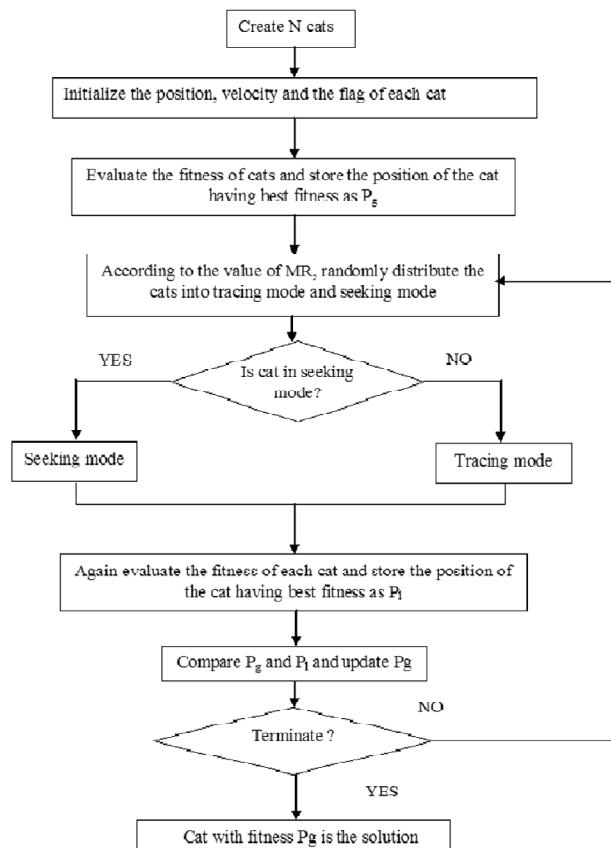 Create N cats
Initialize the position, velocity and the flag of each cat
Evaluate the fitness of cats and store the position of the cat
having best fitness as Pg
According to the value of MR, randomly distribute the
cats into tracing mode and seeking mode
YES
NO
Is cat in seeking
mode?
Seeking mode
Tracing mode
Again evaluate the fitness of each cat and store the position of
the cat having best fitness as Pl
Compare Pg and Pl and update Pg
NO
Terminate ?
YES
Cat with fitness Pg is the solution